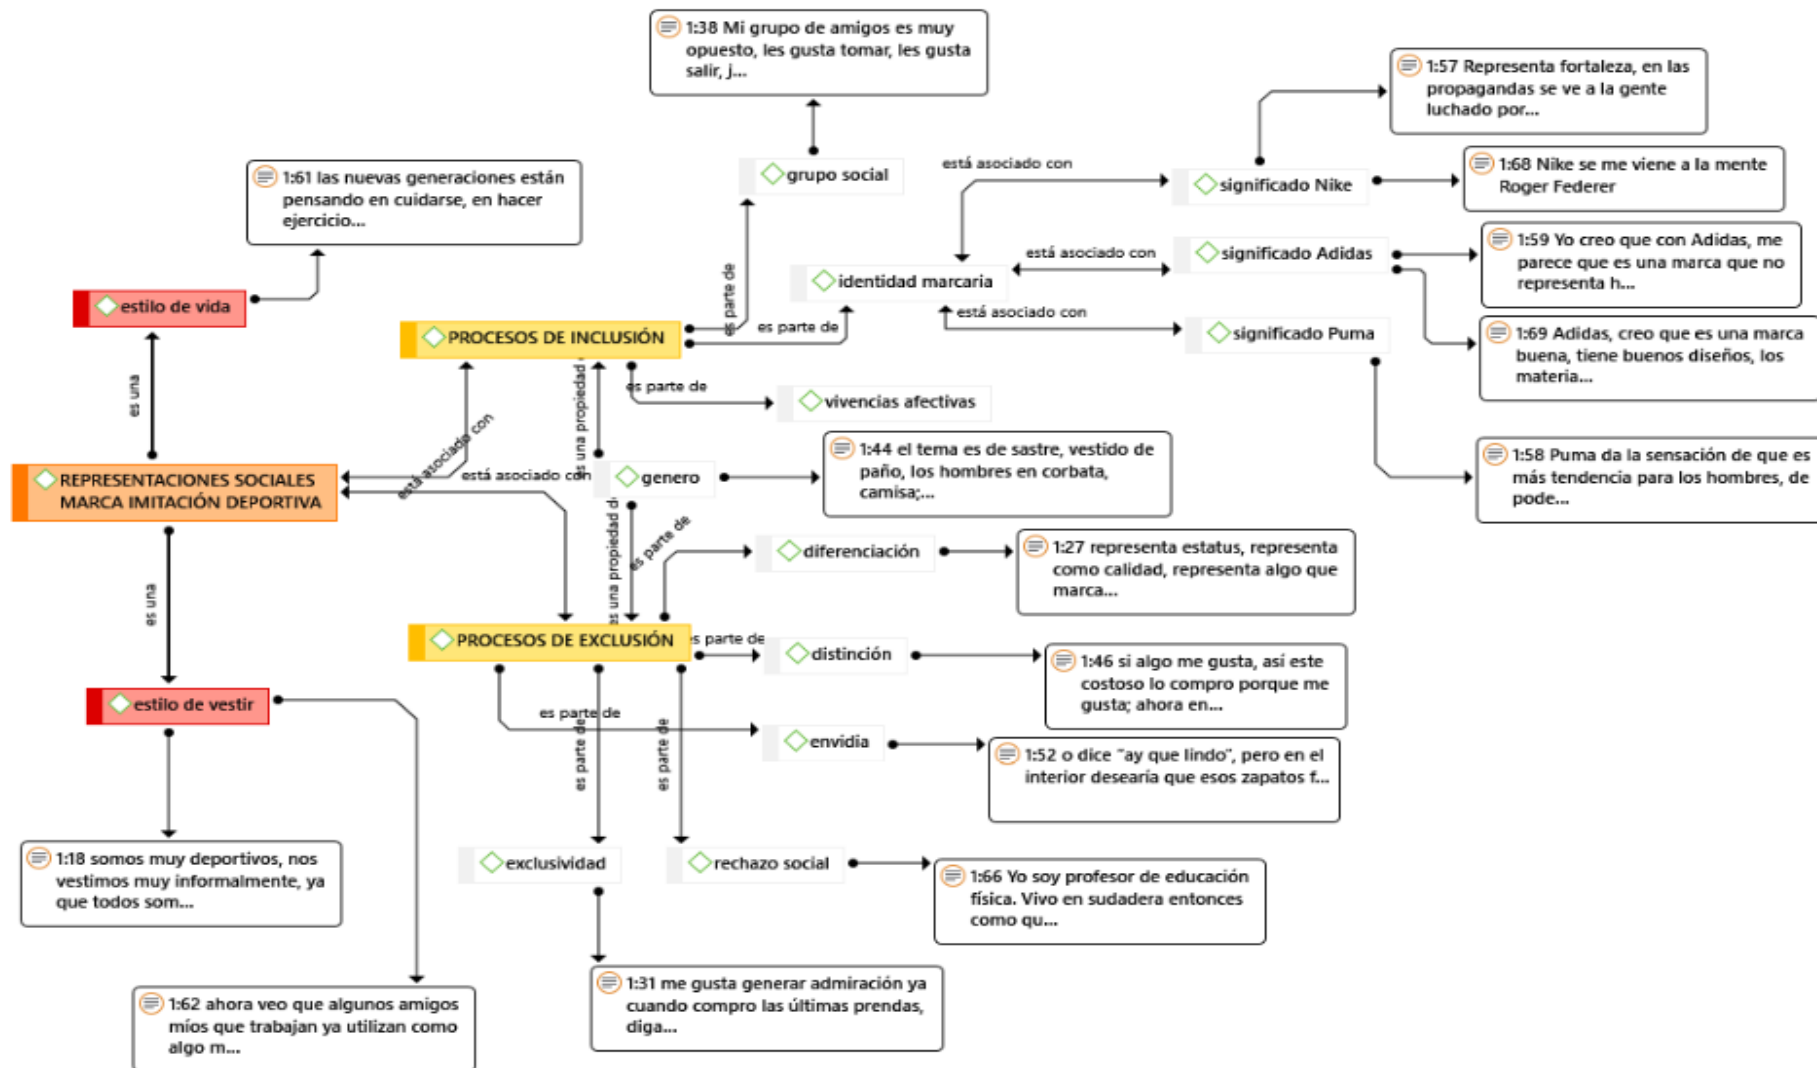 1:38 Mi grupo de amigos es muy
opuesto, les gusta tomar, les gusta
salir, j...
1:57 Representa fortaleza, en las
propagandas se ve a la gente
luchado por...
está asociado con
grupo social
significado Nike
1:68 Nike se me viene a la mente
Roger Federer
1:61 las nuevas generaciones están
pensando en cuidarse, en hacer
ejercicio...
1:59 Yo creo que con Adidas, me
parece que es una marca que no
representa h...
está asociado con
significado Adidas
identidad marcaria
estilo de vida
es parte de
es parte de
está asociado con
PROCESOS DE INCLUSIÓN
significado Puma
1:69 Adidas, creo que es una marca
buena, tiene buenos diseños, los
materia...
es una
es parte de
es una propiedad d
vivencias afectivas
está asociado con
1:44 el tema es de sastre, vestido de
paño, los hombres en corbata,
camisa;...
1:58 Puma da la sensación de que es
más tendencia para los hombres, de
pode...
REPRESENTACIONES SOCIALES
MARCA IMITACIÓN DEPORTIVA
está asociado con
genero
es una propiedad de
es parte de
diferenciación
1:27 representa estatus, representa
como calidad, representa algo que
marca...
es una
PROCESOS DE EXCLUSIÓN
es parte de
distinción
1:46 si algo me gusta, así este
costoso lo compro porque me
gusta; ahora en...
estilo de vestir
es parte de
es parte de
es parte de
envidia
1:52 o dice "ay que lindo", pero en el
interior desearía que esos zapatos f...
1:18 somos muy deportivos, nos
vestimos muy informalmente, ya
que todos som...
exclusividad
rechazo social
1:66 Yo soy profesor de educación
física. Vivo en sudadera entonces
como qu...
1:31 me gusta generar admiración ya
cuando compro las últimas prendas,
diga...
1:62 ahora veo que algunos amigos
míos que trabajan ya utilizan como
algo m...